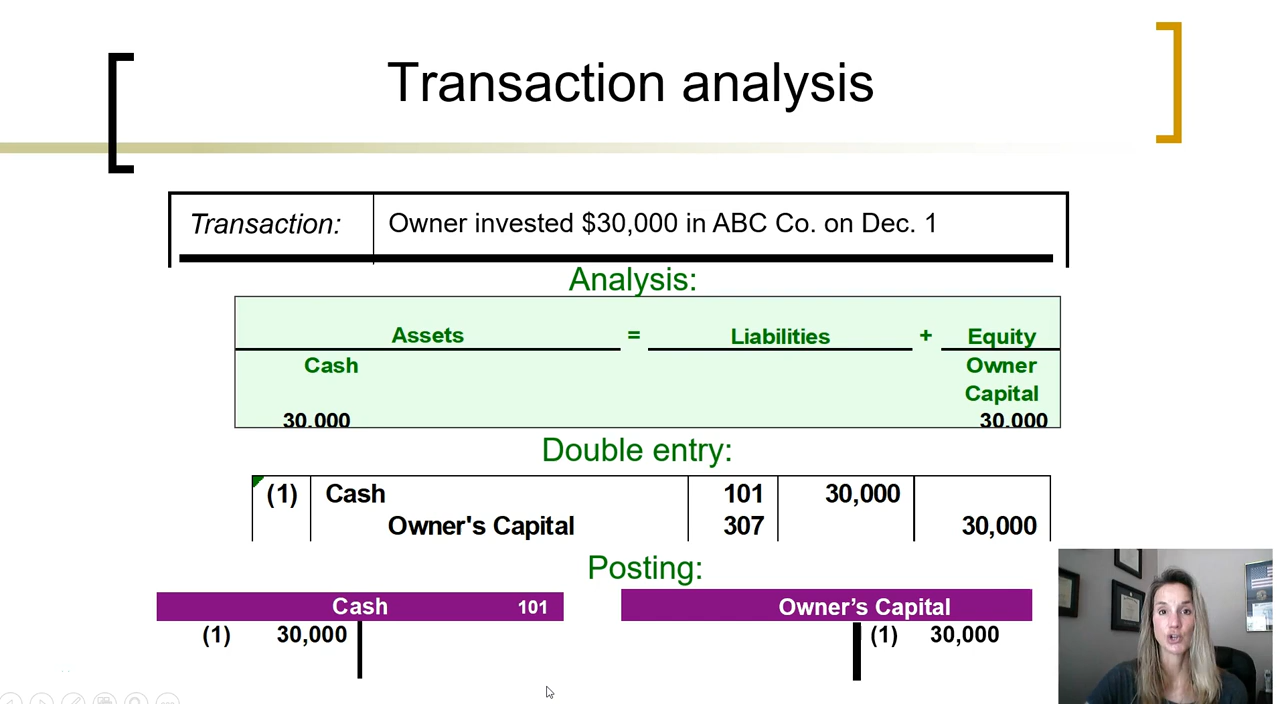 Transaction analysis
Transaction: Owner invested $30,000 in ABC Co. on Dec. 1
Analysis:
Assets = Liabilities + Equity
Cash Owner
Capital
30,000 30,000
Double entry:
(1) Cash 101 30,000
Owner's Capital 307 30,000
Posting:
Cash 101 Owner’s Capital
(1) 30,000 (1) 30,000